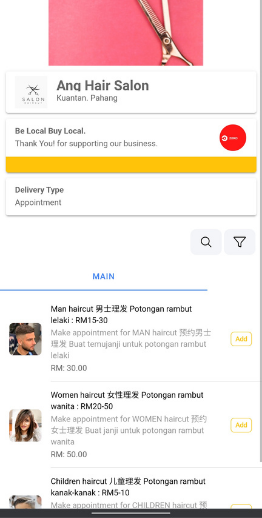 SALON
Ang Hair Salon
Kuantan. Pahang
Be Local Buy Local.
Thank You! for supporting our business.
Delivery Type
Appointment
MAIN
Man haircut 男士理发 Potongan rambut
lelaki : RM15-30
Make appointment for MAN haircut 预约男士
理发 Buat temujanji untuk potongan rambut
lelaki
RM: 30.00
Add
Women haircut 女性理发 Potongan rambut
wanita : RM20-50
Make appointment for WOMEN haircut 预约
女士理发 Buat janji untuk potongan rambut
wanita
RM: 50.00
Add
Children haircut 儿童理发 Potongan rambut
kanak-kanak : RM5-10
Make appointment for CHILDREN haircut 预
Add